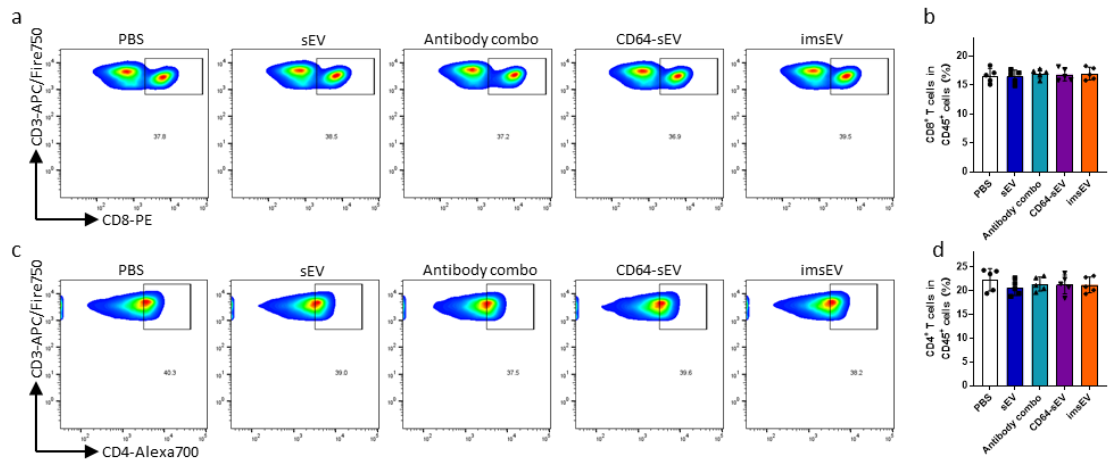 a
PBS
sEV
Antibody combo
CD64-sEV
imsEV
CD3-APC/Fire750
37.8
38.5
37.2
36.9
39.5
CD8-PE
b
CD8⁺ T cells in
CD45⁺ cells (%)
20
15
10
5
0
PBS
sEV
Antibody combo
CD64-sEV
imsEV
c
PBS
sEV
Antibody combo
CD64-sEV
imsEV
CD3-APC/Fire750
40.3
39.0
37.5
39.6
38.2
CD4-Alexa700
d
CD4⁺ T cells in
CD45⁺ cells (%)
25
20
15
10
5
0
PBS
sEV
Antibody combo
CD64-sEV
imsEV